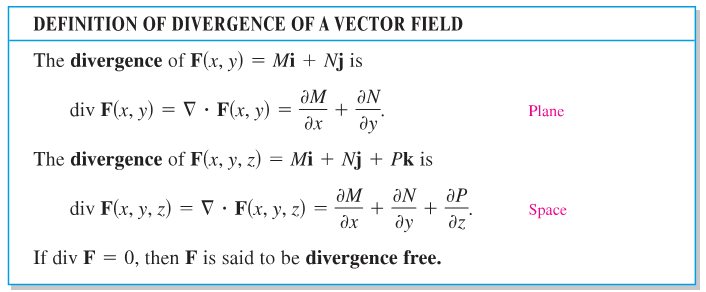 DEFINITION OF DIVERGENCE OF A VECTOR FIELD
The divergence of F(x, y) = Mi + Nj is
div F(x, y) = ∇ · F(x, y) = ∂M/∂x + ∂N/∂y. Plane
The divergence of F(x, y, z) = Mi + Nj + Pk is
div F(x, y, z) = ∇ · F(x, y, z) = ∂M/∂x + ∂N/∂y + ∂P/∂z. Space
If div F = 0, then F is said to be divergence free.